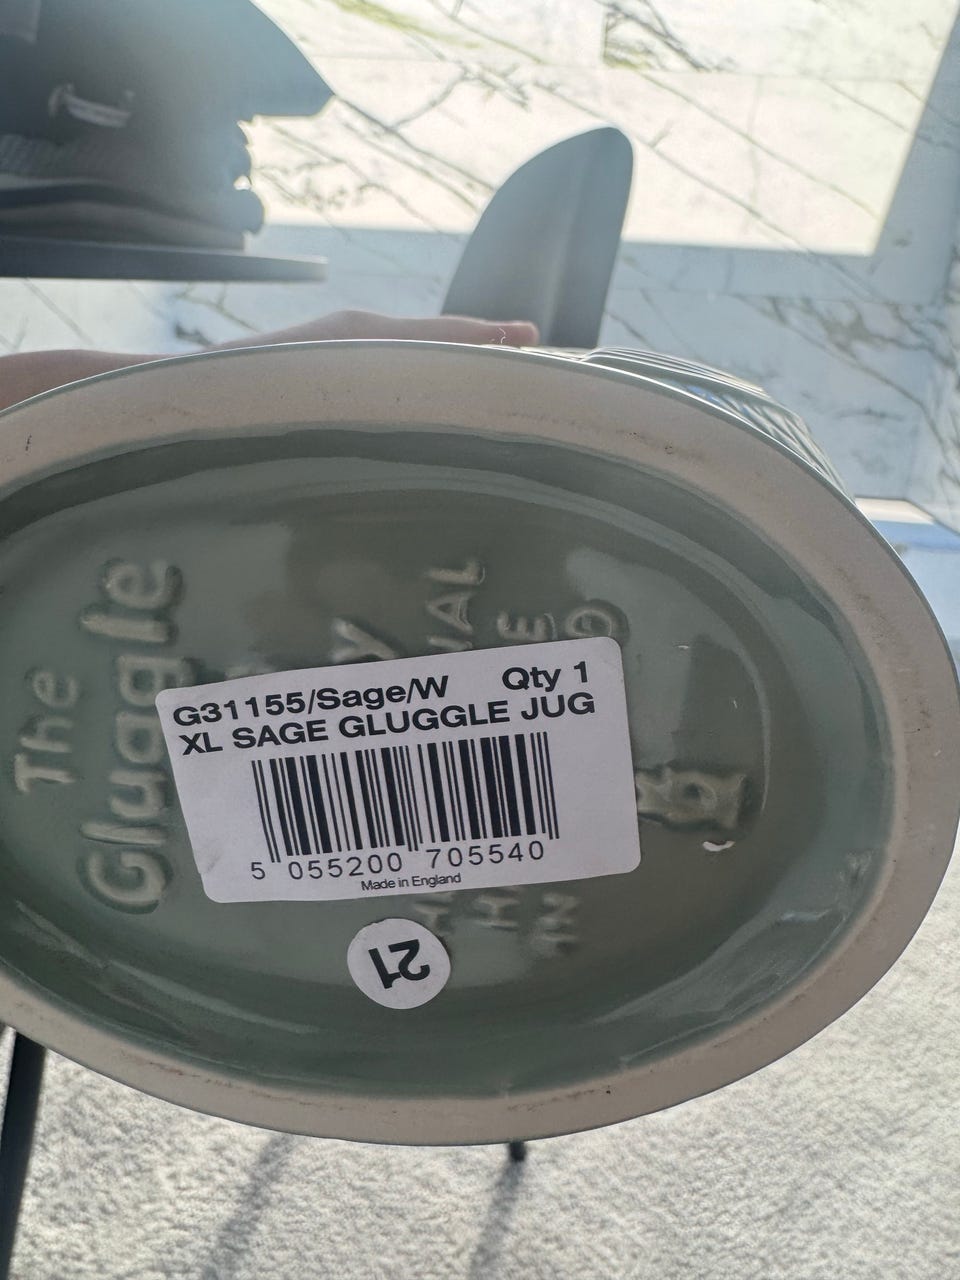 The
Gluggle
G31155/Sage/W Qty 1
XL SAGE GLUGGLE JUG
5 055200 705540
Made in England
21